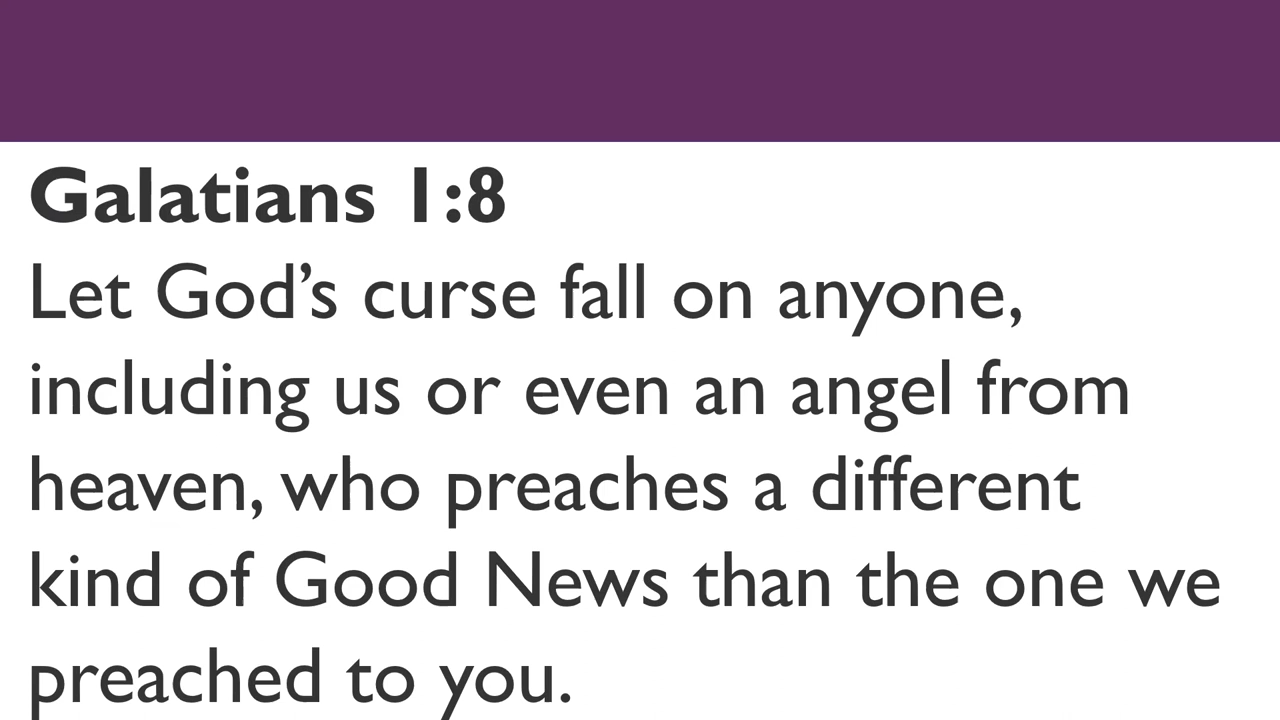 Galatians 1:8
Let God’s curse fall on anyone,
including us or even an angel from
heaven, who preaches a different
kind of Good News than the one we
preached to you.